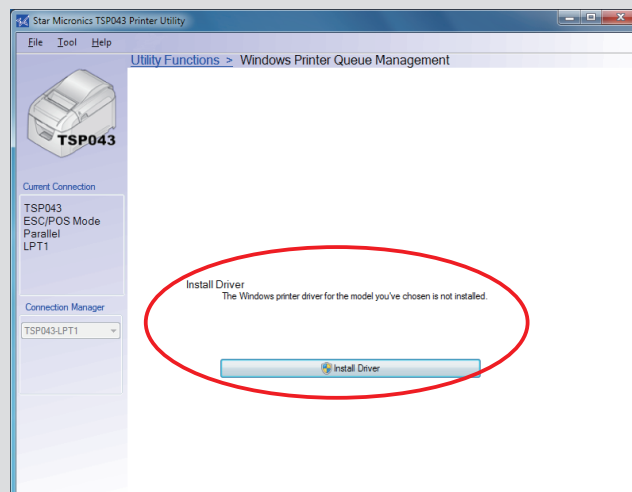 Star Micronics TSP043 Printer Utility
File Tool Help
Utility Functions > Windows Printer Queue Management
TSP043
Current Connection
TSP043
ESC/POS Mode
Parallel
LPT1
Install Driver
The Windows printer driver for the model you've chosen is not installed.
Connection Manager
TSP043-LPT1
Install Driver